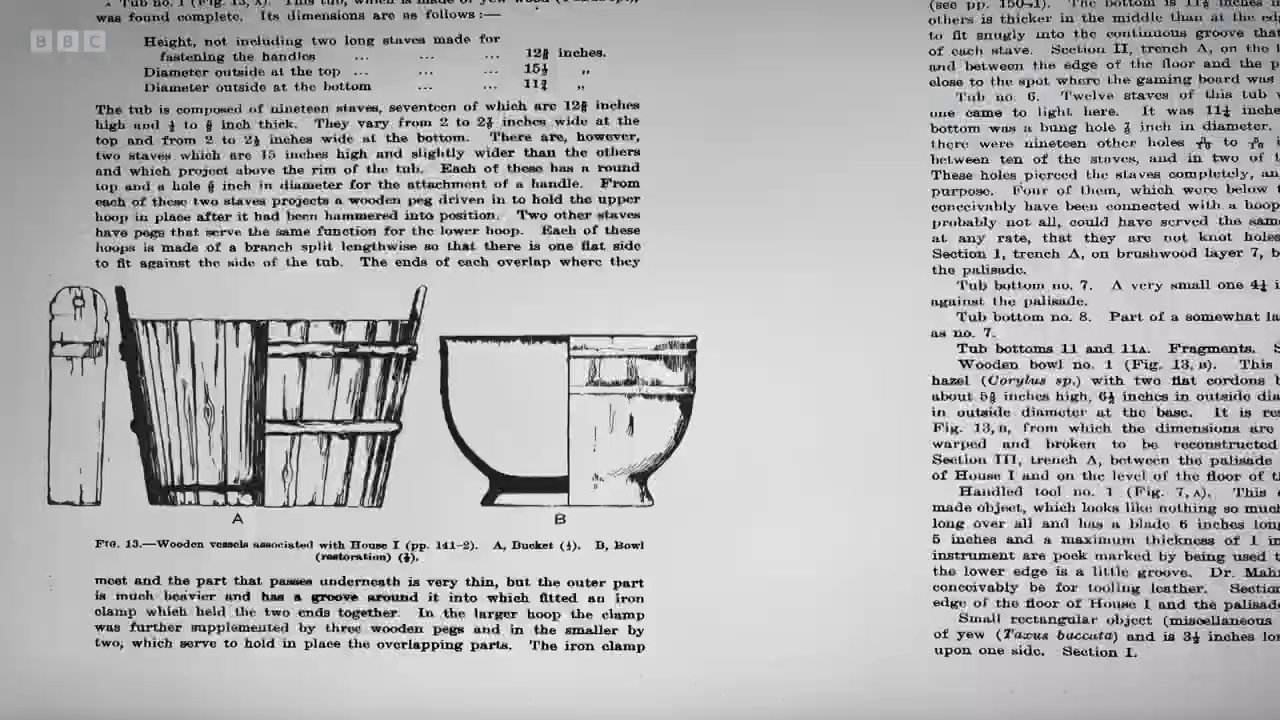 BBC
Tub no. 1 (Fig. 13, A). This tub, which is made of yew wood
was found complete. Its dimensions are as follows :—
Height, not including two long staves made for
fastening the handles ... ... ... 12⅝ inches.
Diameter outside at the top ... ... ... 15½ „
Diameter outside at the bottom ... 11¾ „
The tub is composed of nineteen staves, seventeen of which are 12⅝ inches
high and to inch thick. They vary from 2 to inches wide at the
top and from 2 to 2½ inches wide at the bottom. There are, however,
two staves which are 15 inches high and slightly wider than the others
and which project above the rim of the tub. Each of these has a round
top and a hole inch in diameter for the attachment of a handle. From
each of these two staves projects a wooden peg driven in to hold the upper
hoop in place after it had been hammered into position. Two other staves
have pegs that serve the same function for the lower hoop. Each of these
hoops is made of a branch split lengthwise so that there is one flat side
to fit against the side of the tub. The ends of each overlap where they
A
B
Fig. 13.—Wooden vessels associated with House I (pp. 141-2). A, Bucket B, Bowl
(restoration)
meet and the part that passes underneath is very thin, but the outer part
is much heavier and has a groove around it into which fitted an iron
clamp which held the two ends together. In the larger hoop the clamp
was further supplemented by three wooden pegs and in the smaller by
two, which serve to hold in place the overlapping parts. The iron clamp
(see pp. 150-1). The bottom is inches
others is thicker in the middle than at the
to fit snugly into the continuous groove that
of each stave. Section II, trench A, on the
and between the edge of the floor and the
close to the spot where the gaming board was
Tub no. 6. Twelve staves of this tub
one came to light here. It was 11¼
bottom was a bung hole ⅞ inch in diameter.
there were nineteen other holes to
between ten of the staves, and in two of
These holes pierced the staves completely,
purpose. Four of them, which were below
conceivably have been connected with a hoop
probably not all, could have served the
at any rate, that they are not knot holes
Section 1, trench A, on brushwood layer 7,
the palisade.
Tub bottom no. 7. A very small one 4½
against the palisade.
Tub bottom no. 8. Part of a somewhat
as no. 7.
Tub bottoms 11 and 11A. Fragments.
Wooden bowl no. 1 (Fig. 13, B). This
hazel (Corylus sp.) with two flat cordons
about inches high, 6½ inches in outside
in outside diameter at the base. It is
Fig. 13, B, from which the dimensions are
warped and broken to be reconstructed
Section III, trench A, between the palisade
of House I and on the level of the floor of
Handled tool no. 1 (Fig. 7, A). This
made object, which looks like nothing so much
long over all and has a blade 6 inches
5 inches and a maximum thickness of 1
instrument are pock marked by being used
the lower edge is a little groove. Dr.
conceivably be for tooling leather.
edge of the floor of House I and the
Small rectangular object (miscellaneous
of yew (Taxus baccata) and is 3½ inches
upon one side. Section I.